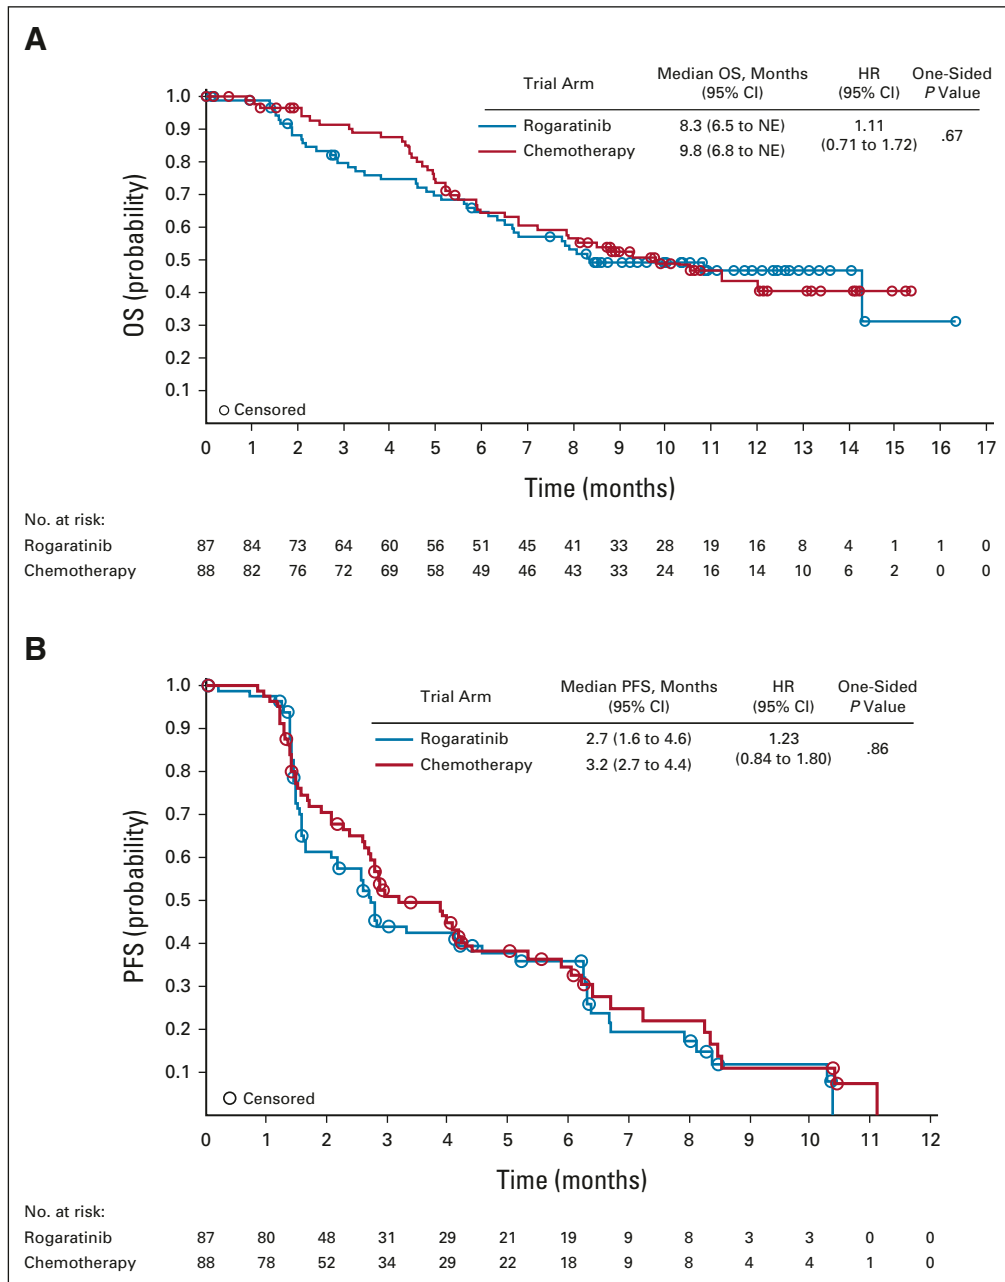 A
Trial Arm Median OS, Months HR One-Sided
(95% CI) (95% CI) P Value
Rogaratinib 8.3 (6.5 to NE) 1.11 .67
Chemotherapy 9.8 (6.8 to NE) (0.71 to 1.72)
1.0
0.9
0.8
0.7
0.6
0.5
0.4
0.3
0.2
0.1
OS (probability)
Censored
0 1 2 3 4 5 6 7 8 9 10 11 12 13 14 15 16 17
Time (months)
No. at risk:
Rogaratinib 87 84 73 64 60 56 51 45 41 33 28 19 16 8 4 1 1 0
Chemotherapy 88 82 76 72 69 58 49 46 43 33 24 16 14 10 6 2 0 0
B
Trial Arm Median PFS, Months HR One-Sided
(95% CI) (95% CI) P Value
Rogaratinib 2.7 (1.6 to 4.6) 1.23 .86
Chemotherapy 3.2 (2.7 to 4.4) (0.84 to 1.80)
1.0
0.9
0.8
0.7
0.6
0.5
0.4
0.3
0.2
0.1
PFS (probability)
Censored
0 1 2 3 4 5 6 7 8 9 10 11 12
Time (months)
No. at risk:
Rogaratinib 87 80 48 31 29 21 19 9 8 3 3 0 0
Chemotherapy 88 78 52 34 29 22 18 9 8 4 4 1 0